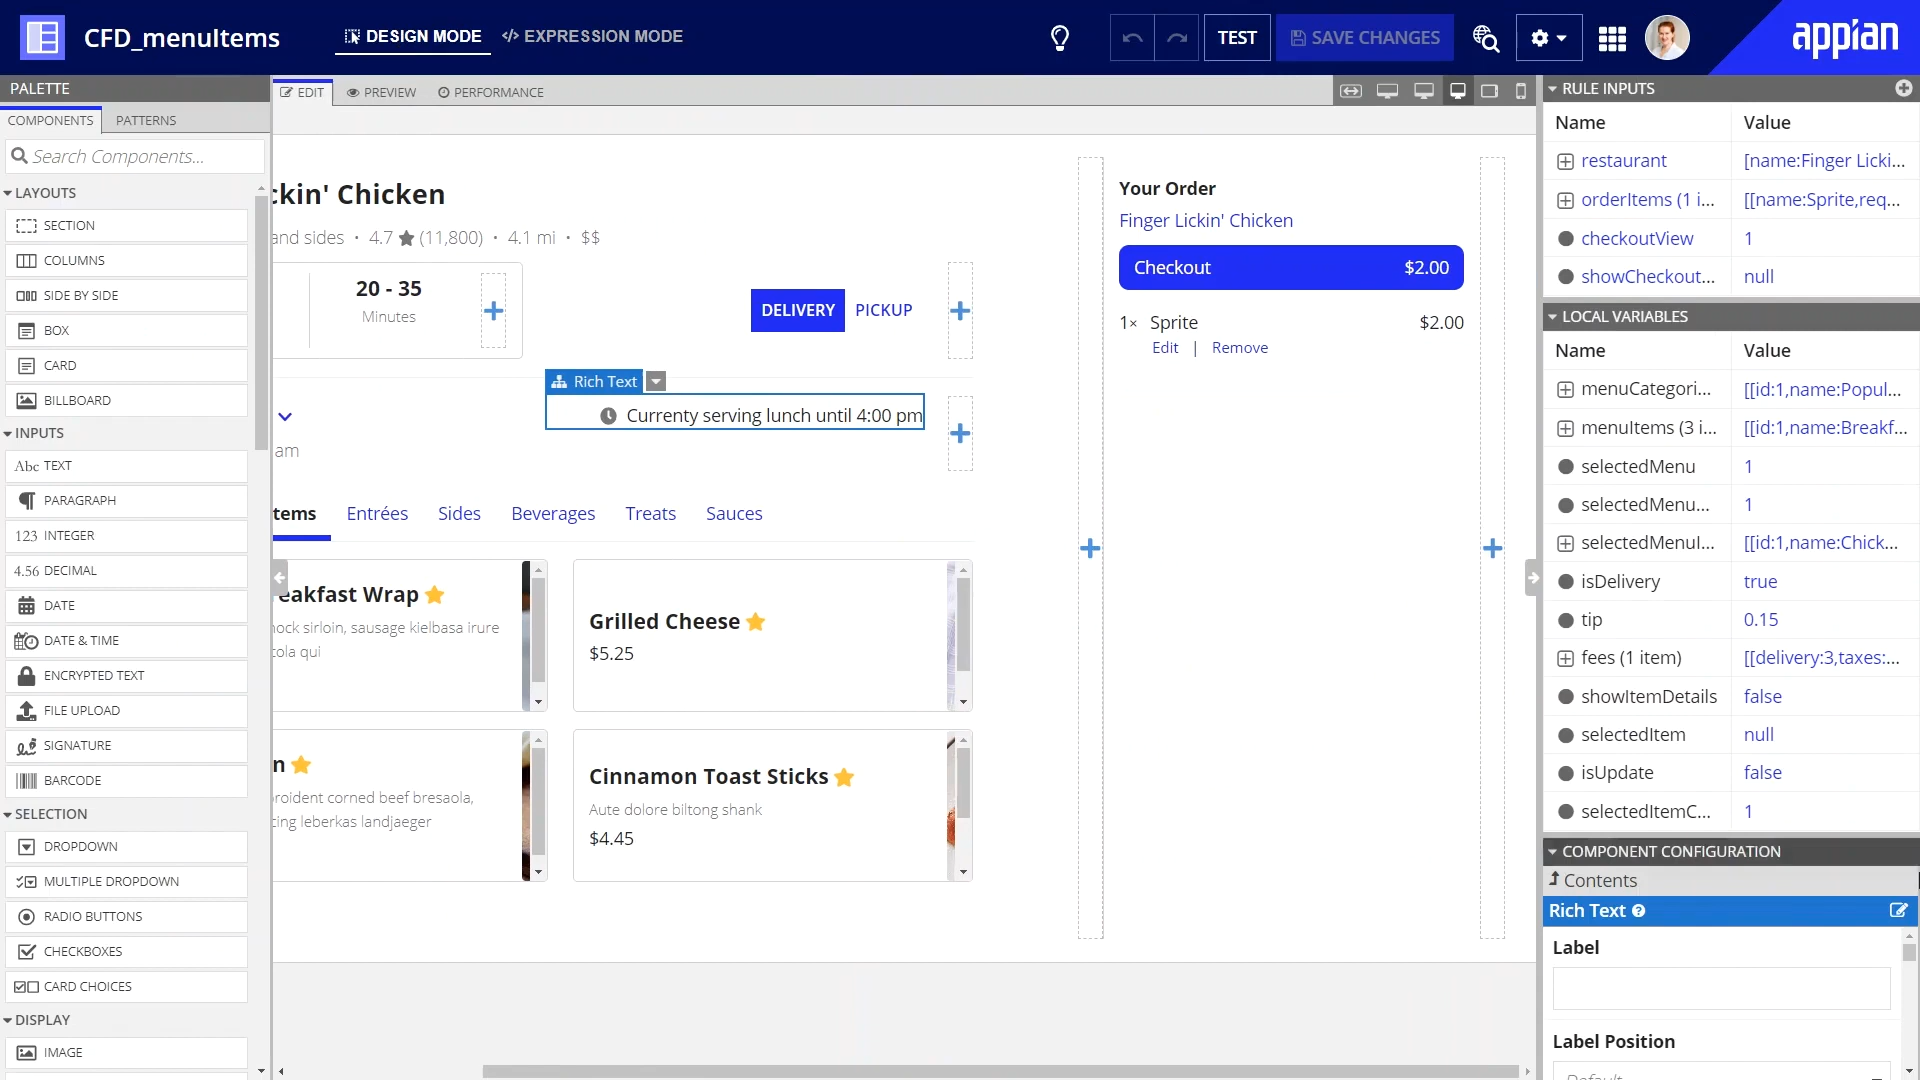 CFD_menuItems
DESIGN MODE
</> EXPRESSION MODE
TEST
SAVE CHANGES
appian
PALETTE
COMPONENTS
PATTERNS
Search Components...
LAYOUTS
SECTION
COLUMNS
SIDE BY SIDE
BOX
CARD
BILLBOARD
INPUTS
Abc TEXT
PARAGRAPH
123 INTEGER
4.56 DECIMAL
DATE
DATE & TIME
ENCRYPTED TEXT
FILE UPLOAD
SIGNATURE
BARCODE
SELECTION
DROPDOWN
MULTIPLE DROPDOWN
RADIO BUTTONS
CHECKBOXES
CARD CHOICES
DISPLAY
IMAGE
EDIT
PREVIEW
PERFORMANCE
ckin' Chicken
and sides • 4.7 ★ (11,800) • 4.1 mi • $$
20 - 35
Minutes
DELIVERY
PICKUP
Rich Text
Currenty serving lunch until 4:00 pm
am
tems
Entrées
Sides
Beverages
Treats
Sauces
eakfast Wrap
ock sirloin, sausage kielbasa irure
cola qui
Grilled Cheese
$5.25
n
roident corned beef bresaola,
cing leberkas landjaeger
Cinnamon Toast Sticks
Aute dolore biltong shank
$4.45
Your Order
Finger Lickin' Chicken
Checkout $2.00
1× Sprite $2.00
Edit | Remove
RULE INPUTS
Name Value
restaurant [name:Finger Licki...
orderItems (1 i... [[name:Sprite,req...
checkoutView 1
showCheckout... null
LOCAL VARIABLES
Name Value
menuCategori... [[id:1,name:Popul...
menuItems (3 i... [[id:1,name:Breakf...
selectedMenu 1
selectedMenu... 1
selectedMenuI... [[id:1,name:Chick...
isDelivery true
tip 0.15
fees (1 item) [[delivery:3,taxes:...
showItemDetails false
selectedItem null
isUpdate false
selectedItemC... 1
COMPONENT CONFIGURATION
Contents
Rich Text
Label
Label Position
Default